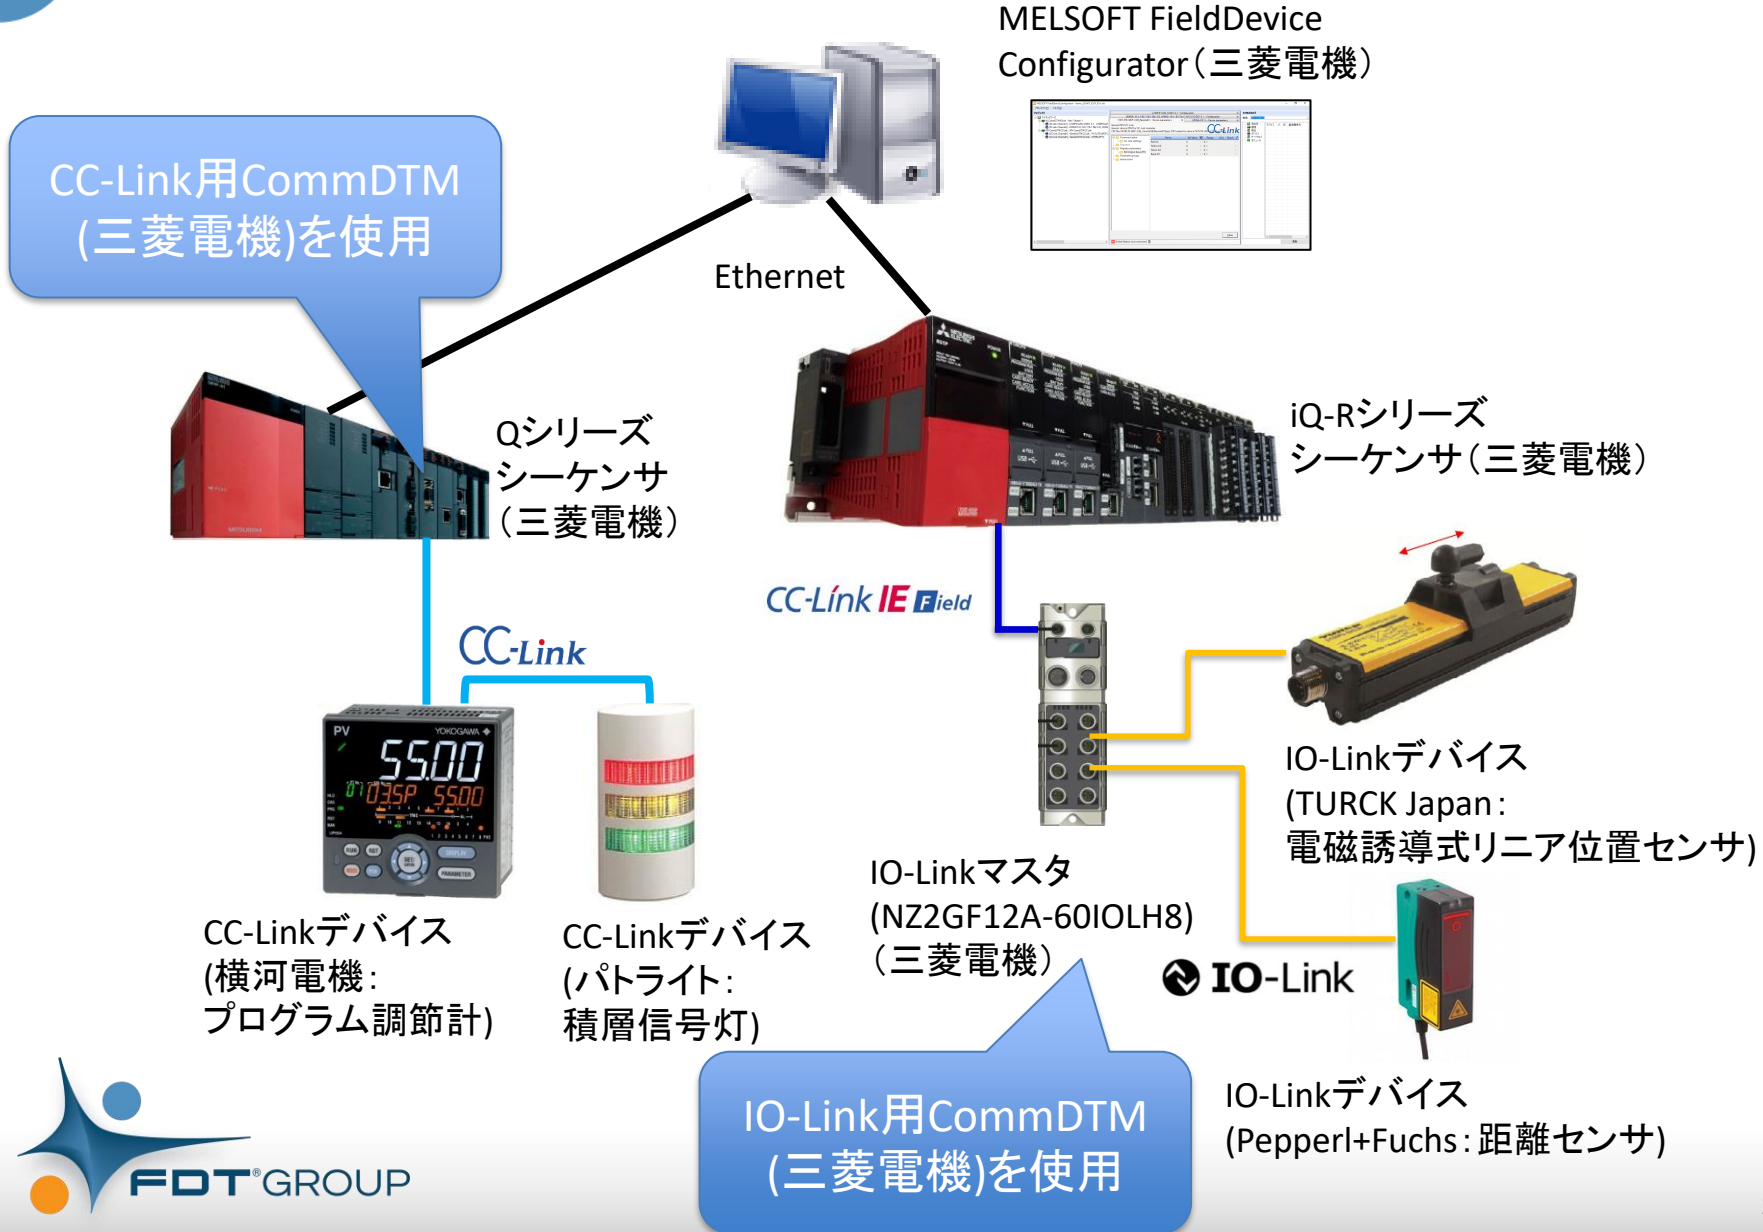 MELSOFT FieldDevice
Configurator（三菱電機）
CC-Link用CommDTM
(三菱電機)を使用
Ethernet
Qシリーズ
シーケンサ
（三菱電機）
iQ-Rシリーズ
シーケンサ（三菱電機）
CC-Link IE Field
CC-Link
PV
YOKOGAWA
55.00
IO-Linkデバイス
(TURCK Japan：
電磁誘導式リニア位置センサ)
IO-Linkマスタ
(NZ2GF12A-60IOLH8)
（三菱電機）
CC-Linkデバイス
(横河電機：
プログラム調節計)
CC-Linkデバイス
(パトライト：
積層信号灯)
IO-Link
IO-Link用CommDTM
(三菱電機)を使用
IO-Linkデバイス
(Pepperl+Fuchs：距離センサ)
FDT® GROUP